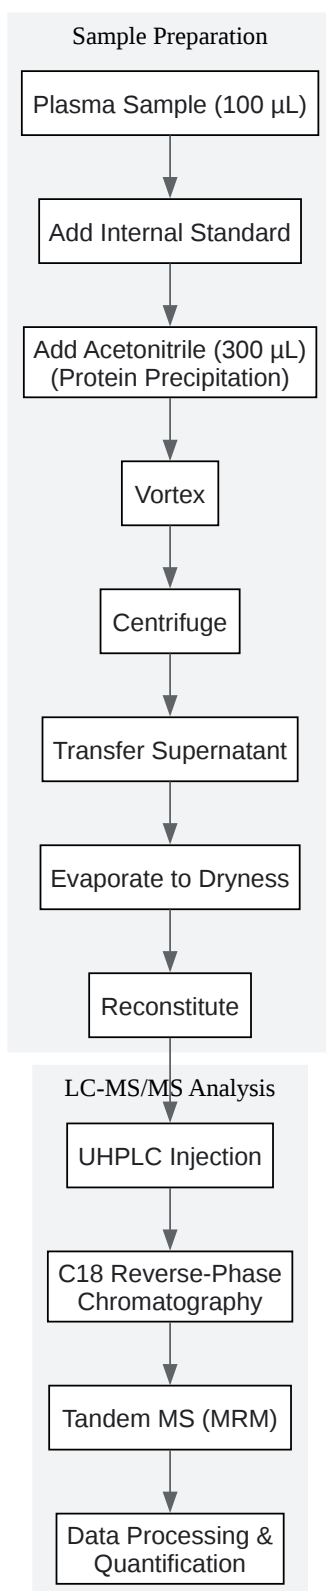 Sample Preparation
Plasma Sample (100 µL)
Add Internal Standard
Add Acetonitrile (300 µL)
(Protein Precipitation)
Vortex
Centrifuge
Transfer Supernatant
Evaporate to Dryness
Reconstitute
LC-MS/MS Analysis
UHPLC Injection
C18 Reverse-Phase
Chromatography
Tandem MS (MRM)
Data Processing &
Quantification